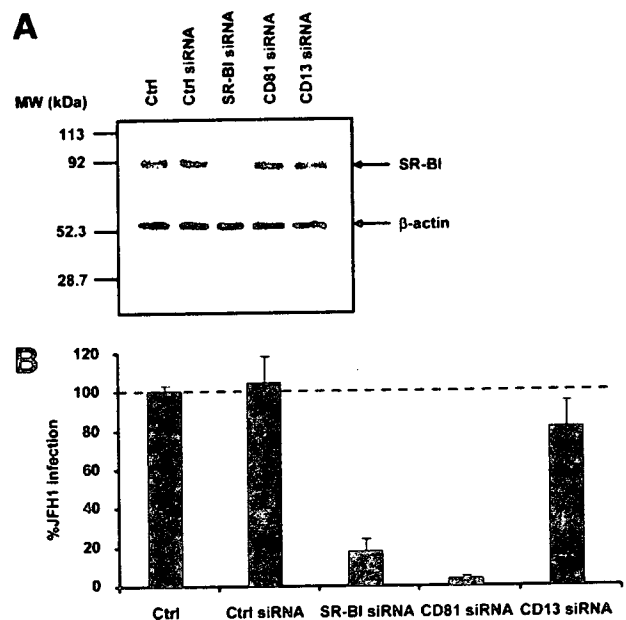 A
Ctrl
Ctrl siRNA
SR-BI siRNA
CD81 siRNA
CD13 siRNA
MW (kDa)
113
92
52.3
28.7
SR-BI
β-actin
B
%JFH1 infection
120
100
80
60
40
20
0
Ctrl
Ctrl siRNA
SR-BI siRNA
CD81 siRNA
CD13 siRNA